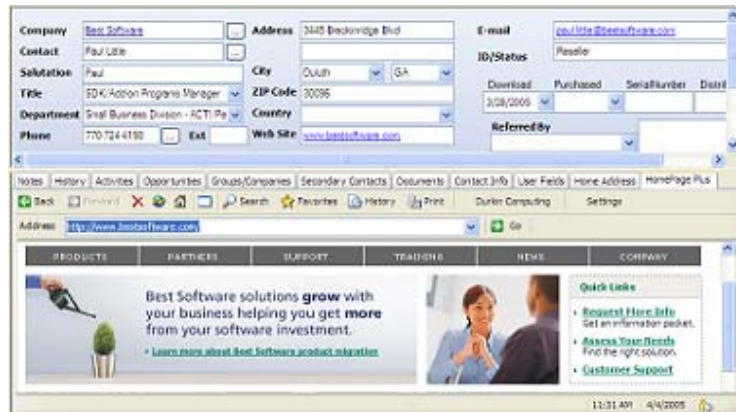 Company Best Software ... Address 3445 Breckinridge Blvd E-mail paul.little@bestsoftware.com
Contact Paul Little ... ID/Status Reseller
Salutation Paul City Duluth GA
Title SDK/Addon Programs Manager ZIP Code 30096 Download Purchased SerialNumber
Department Small Business Division - ACT! Country 3/28/2005
Phone 770-724-4198 ... Ext Web Site www.bestsoftware.com Referred By
Notes History Activities Opportunities Groups/Companies Secondary Contacts Documents Contact Info User Fields Home Address HomePage Plus
Back Forward Search Favorites History Print Durkin Computing Settings
Address http://www.bestsoftware.com/ Go
PRODUCTS PARTNERS SUPPORT TRAINING NEWS COMPANY
Best Software solutions grow with
your business helping you get more
from your software investment.
Learn more about Best Software product migration
Quick Links
Request More Info
Get an information packet.
Assess Your Needs
Find the right solution.
Customer Support
11:31 AM 4/4/2005